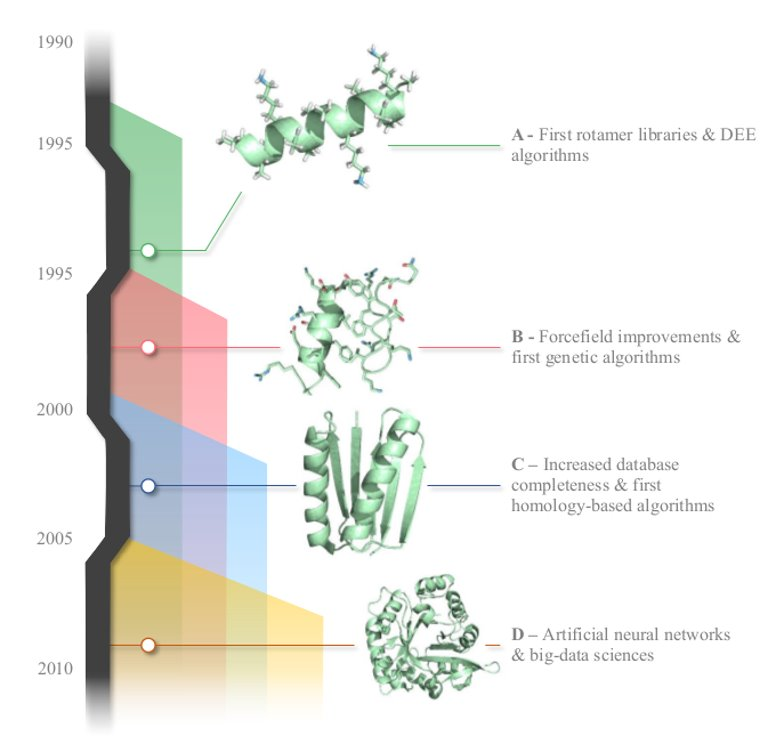 1990
1995
A - First rotamer libraries & DEE
algorithms
1995
B - Forcefield improvements &
first genetic algorithms
2000
C – Increased database
completeness & first
homology-based algorithms
2005
D – Artificial neural networks
& big-data sciences
2010